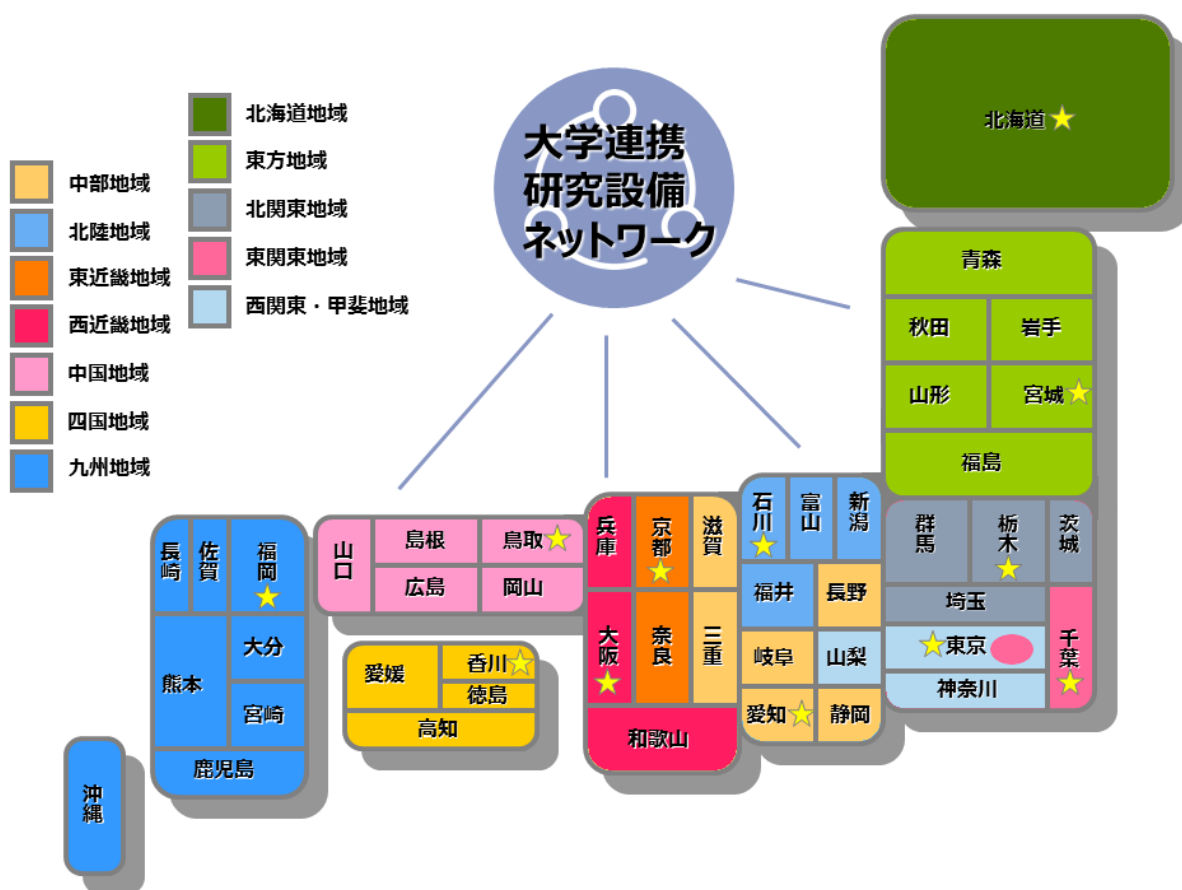 大学連携
研究設備
ネットワーク
北海道地域
東方地域
北関東地域
東関東地域
西関東・甲斐地域
中部地域
北陸地域
東近畿地域
西近畿地域
中国地域
四国地域
九州地域
北海道
青森
秋田
岩手
山形
宮城
福島
群馬
栃木
茨城
埼玉
東京
千葉
神奈川
石川
富山
新潟
福井
長野
岐阜
山梨
愛知
静岡
兵庫
京都
滋賀
大阪
奈良
三重
和歌山
山口
島根
鳥取
広島
岡山
愛媛
香川
徳島
高知
長崎
佐賀
福岡
熊本
大分
宮崎
鹿児島
沖縄